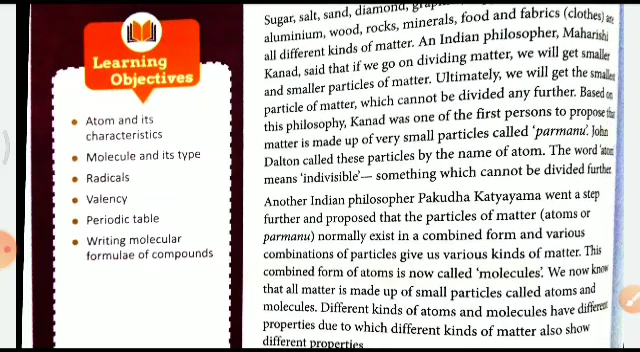 Learning
Objectives
• Atom and its
characteristics
• Molecule and its type
• Radicals
• Valency
• Periodic table
• Writing molecular
formulae of compounds
Sugar, salt, sand, diamond,
aluminium, wood, rocks, minerals, food and fabrics (clothes) are
all different kinds of matter. An Indian philosopher, Maharishi
Kanad, said that if we go on dividing matter, we will get smaller
and smaller particles of matter. Ultimately, we will get the smallest
particle of matter, which cannot be divided any further. Based on
this philosophy, Kanad was one of the first persons to propose that
matter is made up of very small particles called 'parmanu'. John
Dalton called these particles by the name of atom. The word 'atom'
means 'indivisible'— something which cannot be divided further.
Another Indian philosopher Pakudha Katyayama went a step
further and proposed that the particles of matter (atoms or
parmanu) normally exist in a combined form and various
combinations of particles give us various kinds of matter. This
combined form of atoms is now called 'molecules'. We now know
that all matter is made up of small particles called atoms and
molecules. Different kinds of atoms and molecules have different
properties due to which different kinds of matter also show
different properties